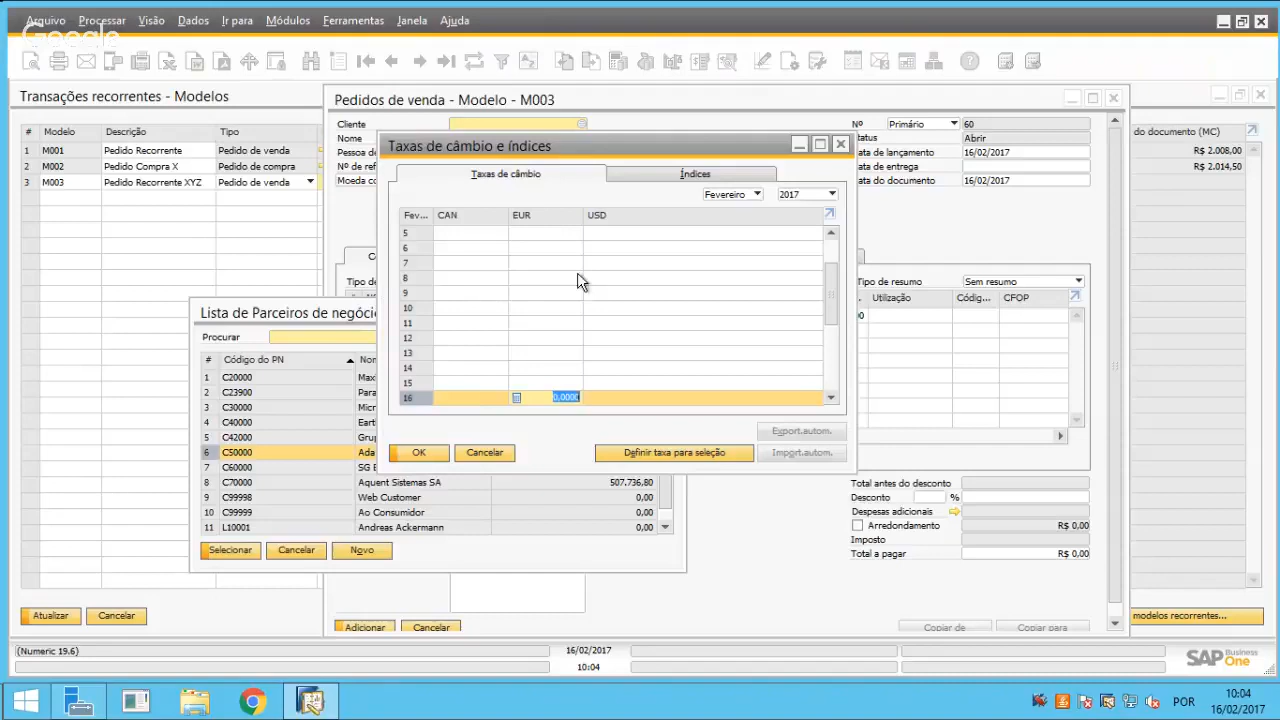 Arquivo Processar Visão Dados Ir para Módulos Ferramentas Janela Ajuda
Google
Transações recorrentes - Modelos
# Modelo Descrição Tipo
1 M001 Pedido Recorrente Pedido de venda
2 M002 Pedido Compra X Pedido de compra
3 M003 Pedido Recorrente XYZ Pedido de venda
do documento (MC)
R$ 2.008,00
R$ 2.014,50
Atualizar Cancelar
modelos recorrentes...
Pedidos de venda - Modelo - M003
Cliente
Nome
Pessoa de
Nº de ref
Moeda co
Nº Primário 60
Status Abrir
Data de lançamento 16/02/2017
Data de entrega
Data do documento 16/02/2017
Tipo de
Tipo de resumo Sem resumo
Utilização Códig... CFOP
Total antes do desconto
Desconto %
Despesas adicionais
Arredondamento R$ 0,00
Imposto
Total a pagar R$ 0,00
Adicionar Cancelar
Copiar de Copiar para
Lista de Parceiros de negócio
Procurar
# Código do PN Nom
1 C20000 Maxi
2 C23900 Para
3 C30000 Micr
4 C40000 Earth
5 C42000 Grup
6 C50000 Ada
7 C60000 SG E
8 C70000 Aquent Sistemas SA 507.736,80
9 C99998 Web Customer 0,00
10 C99999 Ao Consumidor 0,00
11 L10001 Andreas Ackermann 0,00
Selecionar Cancelar Novo
Taxas de câmbio e índices
Taxas de câmbio Índices
Fevereiro 2017
Fev... CAN EUR USD
5
6
7
8
9
10
11
12
13
14
15
16 0,0000
Export.autom.
OK Cancelar Definir taxa para seleção Import.autom.
(Numeric 19.6) 16/02/2017
10:04
SAP Business One
POR 10:04
16/02/2017